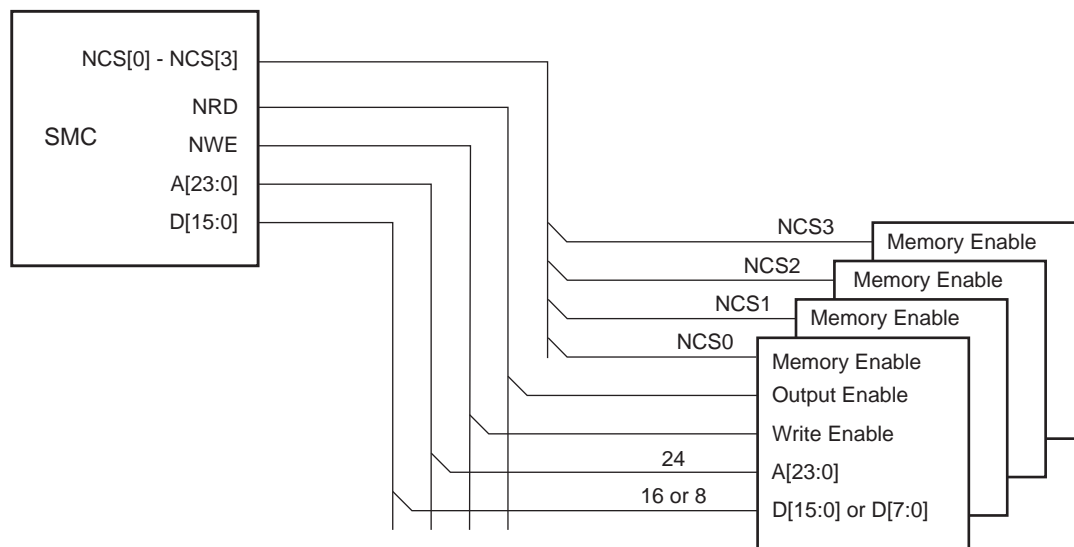 NCS[0] - NCS[3]
NRD
SMC
NWE
A[23:0]
D[15:0]
NCS3
Memory Enable
NCS2
Memory Enable
NCS1
Memory Enable
NCS0
Memory Enable
Output Enable
Write Enable
24
A[23:0]
16 or 8
D[15:0] or D[7:0]